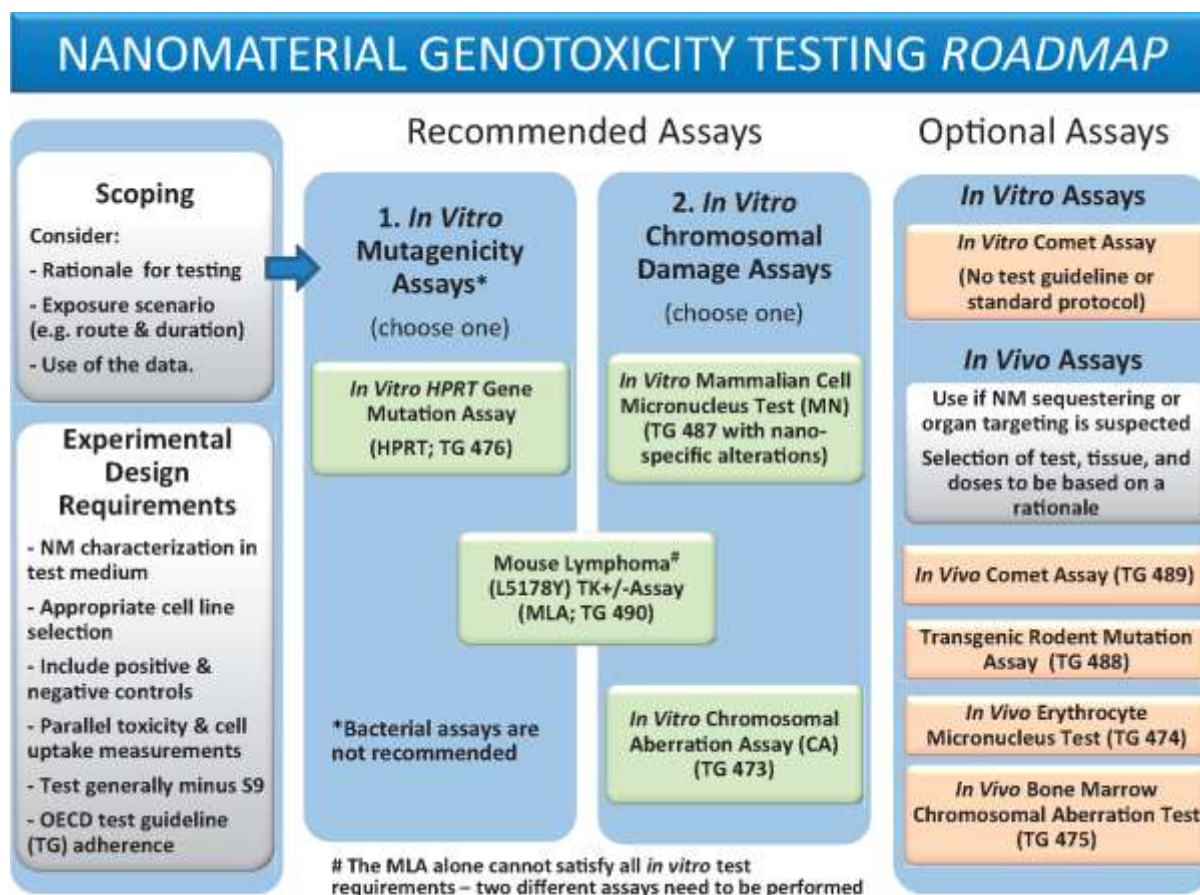 NANOMATERIAL GENOTOXICITY TESTING ROADMAP
Scoping
Consider:
- Rationale for testing
- Exposure scenario
(e.g. route & duration)
- Use of the data.
Experimental
Design
Requirements
- NM characterization in
test medium
- Appropriate cell line
selection
- Include positive &
negative controls
- Parallel toxicity & cell
uptake measurements
- Test generally minus S9
- OECD test guideline
(TG) adherence
Recommended Assays
1. In Vitro
Mutagenicity
Assays*
(choose one)
In Vitro HPRT Gene
Mutation Assay
(HPRT; TG 476)
2. In Vitro
Chromosomal
Damage Assays
(choose one)
In Vitro Mammalian Cell
Micronucleus Test (MN)
(TG 487 with nano-
specific alterations)
Mouse Lymphoma#
(L5178Y) TK+/-Assay
(MLA; TG 490)
*Bacterial assays are
not recommended
In Vitro Chromosomal
Aberration Assay (CA)
(TG 473)
# The MLA alone cannot satisfy all in vitro test
requirements – two different assays need to be performed
Optional Assays
In Vitro Assays
In Vitro Comet Assay
(No test guideline or
standard protocol)
In Vivo Assays
Use if NM sequestering or
organ targeting is suspected
Selection of test, tissue, and
doses to be based on a
rationale
In Vivo Comet Assay (TG 489)
Transgenic Rodent Mutation
Assay (TG 488)
In Vivo Erythrocyte
Micronucleus Test (TG 474)
In Vivo Bone Marrow
Chromosomal Aberration Test
(TG 475)